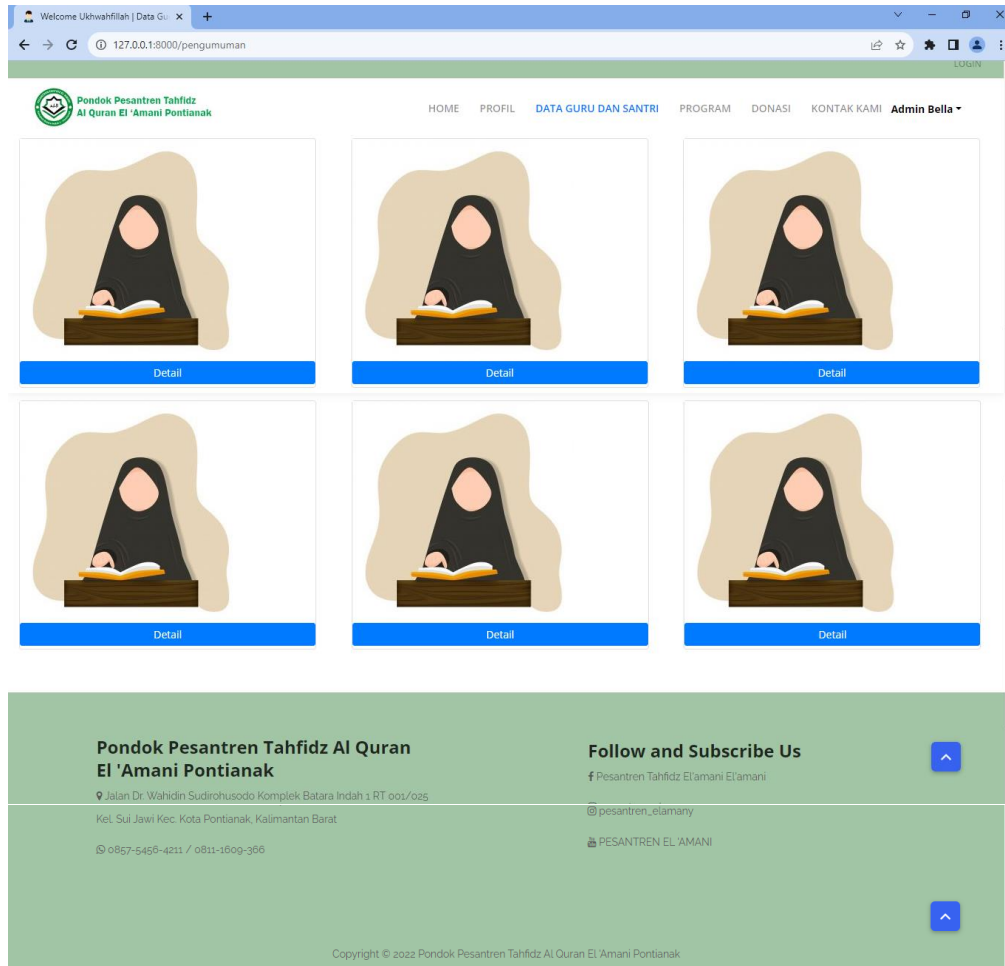 Welcome Ukhwahfillah | Data Gu
127.0.0.1:8000/pengumuman
LOGIN
Pondok Pesantren Tahfidz
Al Quran El 'Amani Pontianak
HOME PROFIL DATA GURU DAN SANTRI PROGRAM DONASI KONTAK KAMI Admin Bella
Detail Detail Detail
Detail Detail Detail
Pondok Pesantren Tahfidz Al Quran
El 'Amani Pontianak
Jalan Dr. Wahidin Sudirohusodo Komplek Batara Indah 1 RT 001/025
Kel. Sui Jawi Kec. Kota Pontianak, Kalimantan Barat
0857-5456-4211 / 0811-1609-366
Follow and Subscribe Us
Pesantren Tahfidz El'amani El'amani
pesantren_elamany
PESANTREN EL 'AMANI
Copyright © 2022 Pondok Pesantren Tahfidz Al Quran El 'Amani Pontianak